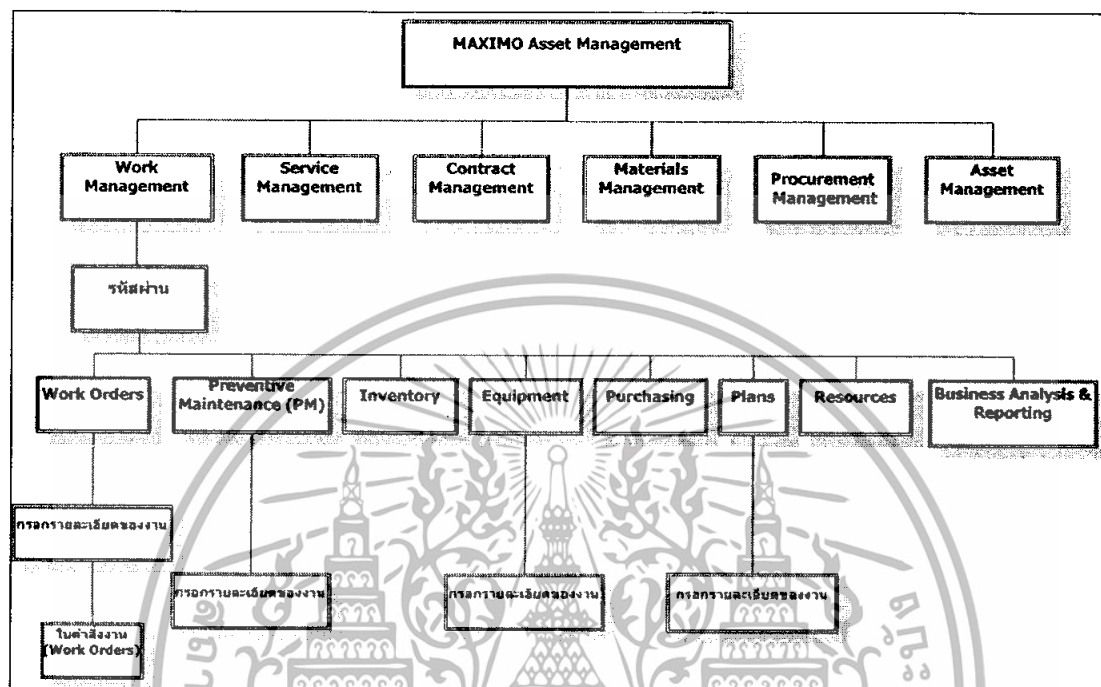 MAXIMO Asset Management
Work
Management
Service
Management
Contract
Management
Materials
Management
Procurement
Management
Asset
Management
รหัสผ่าน
Work Orders
Preventive
Maintenance (PM)
Inventory
Equipment
Purchasing
Plans
Resources
Business Analysis &
Reporting
กรอกรายละเอียดของงาน
กรอกรายละเอียดของงาน
กรอกรายละเอียดของงาน
กรอกรายละเอียดของงาน
ใบคำสั่งงาน
(Work Orders)